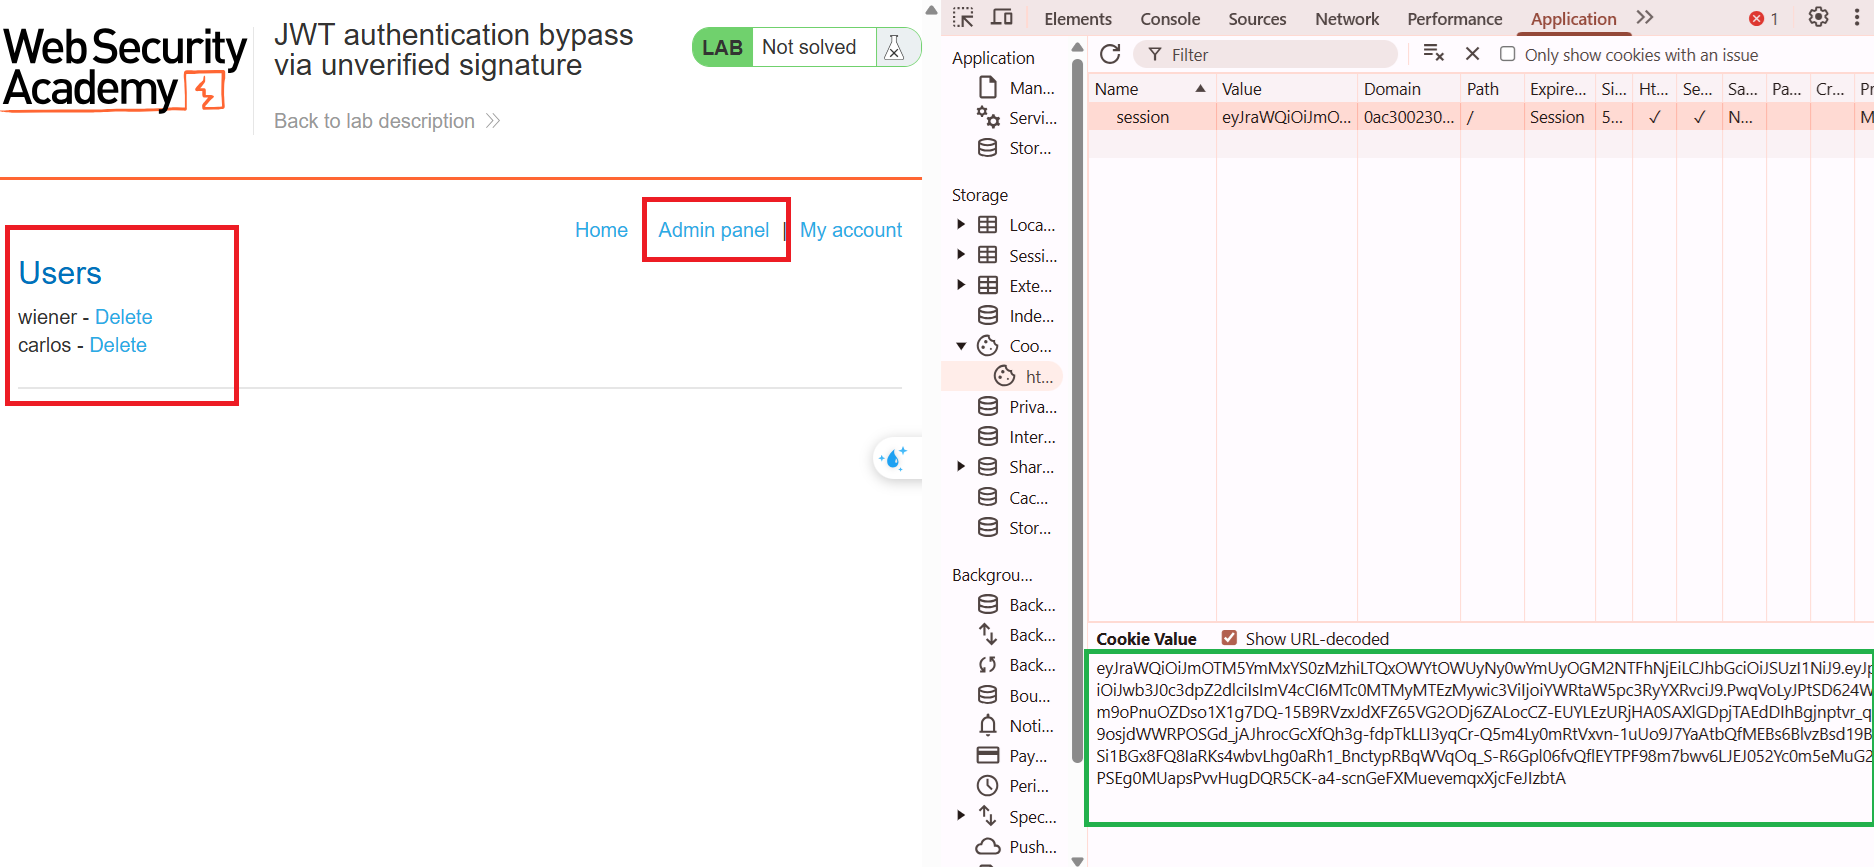 Web Security
Academy
JWT authentication bypass
via unverified signature
Back to lab description
LAB
Not solved
Home
Admin panel
|
My account
Users
wiener - Delete
carlos - Delete
Elements
Console
Sources
Network
Performance
Application
1
Application
Man...
Servi...
Stor...
Storage
Loca...
Sessi...
Exte...
Inde...
Coo...
ht...
Priva...
Inter...
Shar...
Cac...
Stor...
Backgrou...
Back...
Back...
Back...
Bou...
Noti...
Pay...
Peri...
Spec...
Push...
Filter
Only show cookies with an issue
Name
Value
Domain
Path
Expire...
Si...
Ht...
Se...
Sa...
Pa...
Cr...
Pr
session
eyJraWQiOiJmO...
0ac300230...
/
Session
5...
✓
✓
N...
M
Cookie Value
Show URL-decoded
eyJraWQiOiJmOTM5YmMxYS0zMzhiLTQxOWYtOWUyNy0wYmUyOGM2NTFhNjEiLCJhbGciOiJSUzI1NiJ9.eyJp
iOiJwb3J0c3dpZ2dlciIsImV4cCI6MTc0MTMyMTEzMywic3ViIjoiYWRtaW5pc3RyYXRvciJ9.PwqVoLyJPtSD624W
m9oPnuOZDso1X1g7DQ-15B9RVzxJdXFZ65VG2ODj6ZALocCZ-EUYLEzURjHA0SAXlGDpjTAEdDIhBgjnptvr_q
9osjdWWRPOSGd_jAJhrocGcXfQh3g-fdpTkLLI3yqCr-Q5m4Ly0mRtVxvn-1uUo9J7YaAtbQfMEBs6BlvzBsd19B
Si1BGx8FQ8IaRKs4wbvLhg0aRh1_BnctypRBqWVqOq_S-R6Gpl06fvQflEYTPF98m7bwv6LJEJ052Yc0m5eMuG2
PSEg0MUapsPvvHugDQR5CK-a4-scnGeFXMuevemqxXjcFeJIzbtA